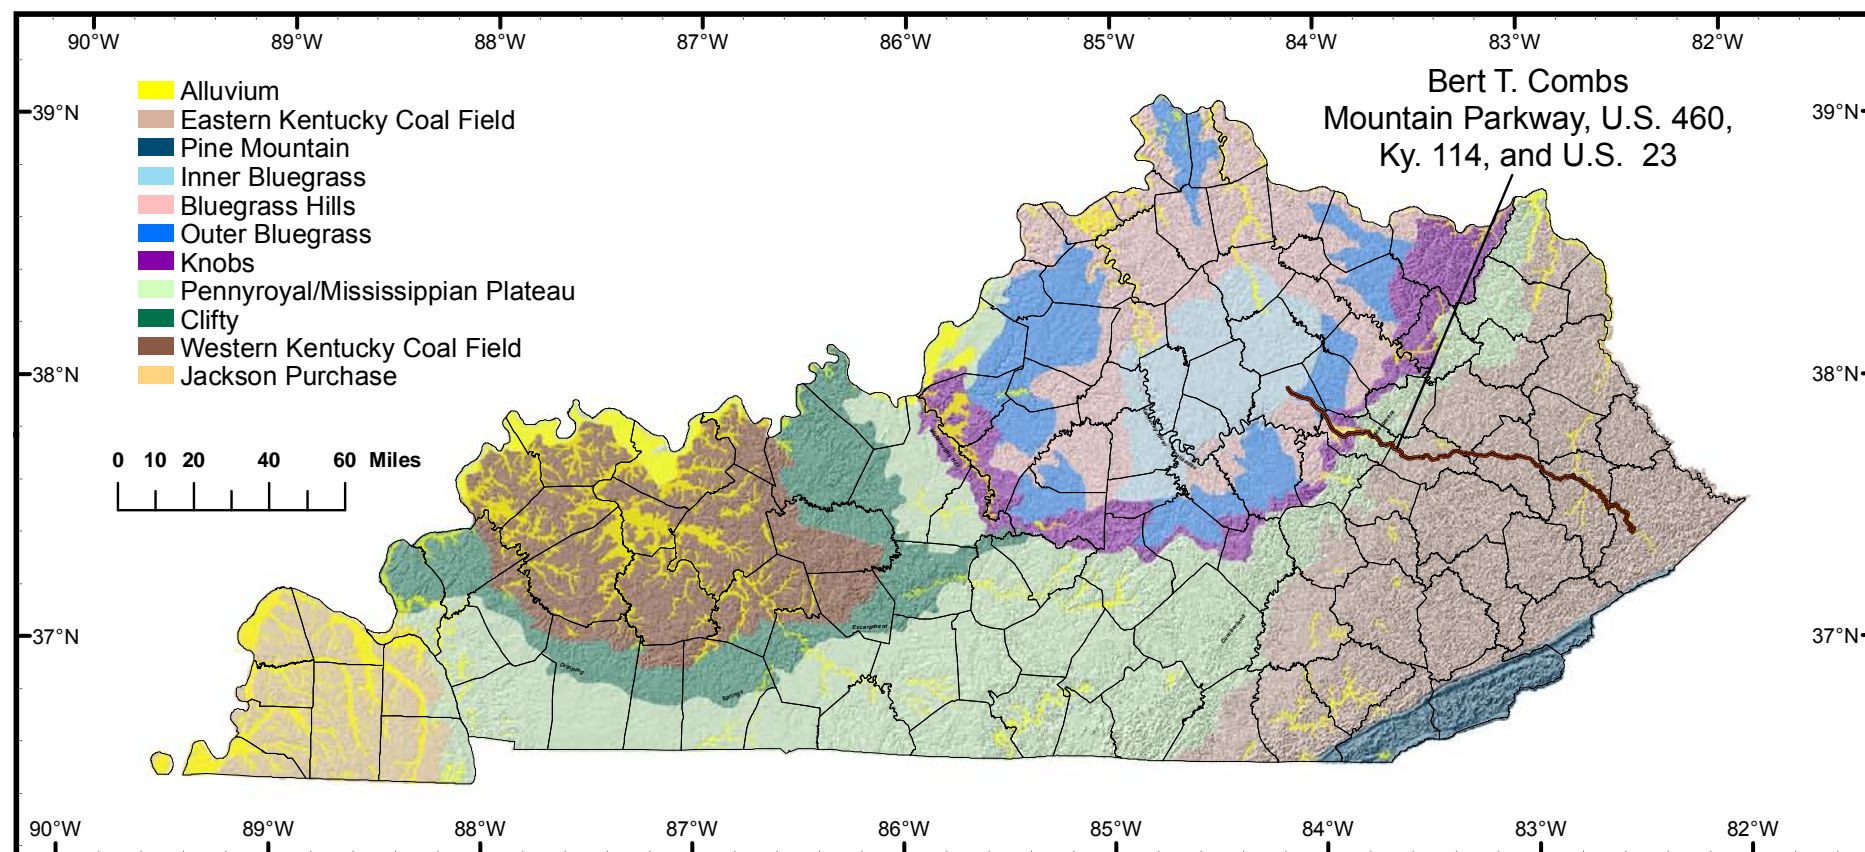 90°W 89°W 88°W 87°W 86°W 85°W 84°W 83°W 82°W
Bert T. Combs
Mountain Parkway, U.S. 460,
Ky. 114, and U.S. 23
39°N
39°N
Alluvium
Eastern Kentucky Coal Field
Pine Mountain
Inner Bluegrass
Bluegrass Hills
Outer Bluegrass
Knobs
Pennyroyal/Mississippian Plateau
Clifty
Western Kentucky Coal Field
Jackson Purchase
38°N
38°N
0 10 20 40 60 Miles
Escarpment
Cumberland
37°N
37°N
Dripping
Springs
90°W 89°W 88°W 87°W 86°W 85°W 84°W 83°W 82°W